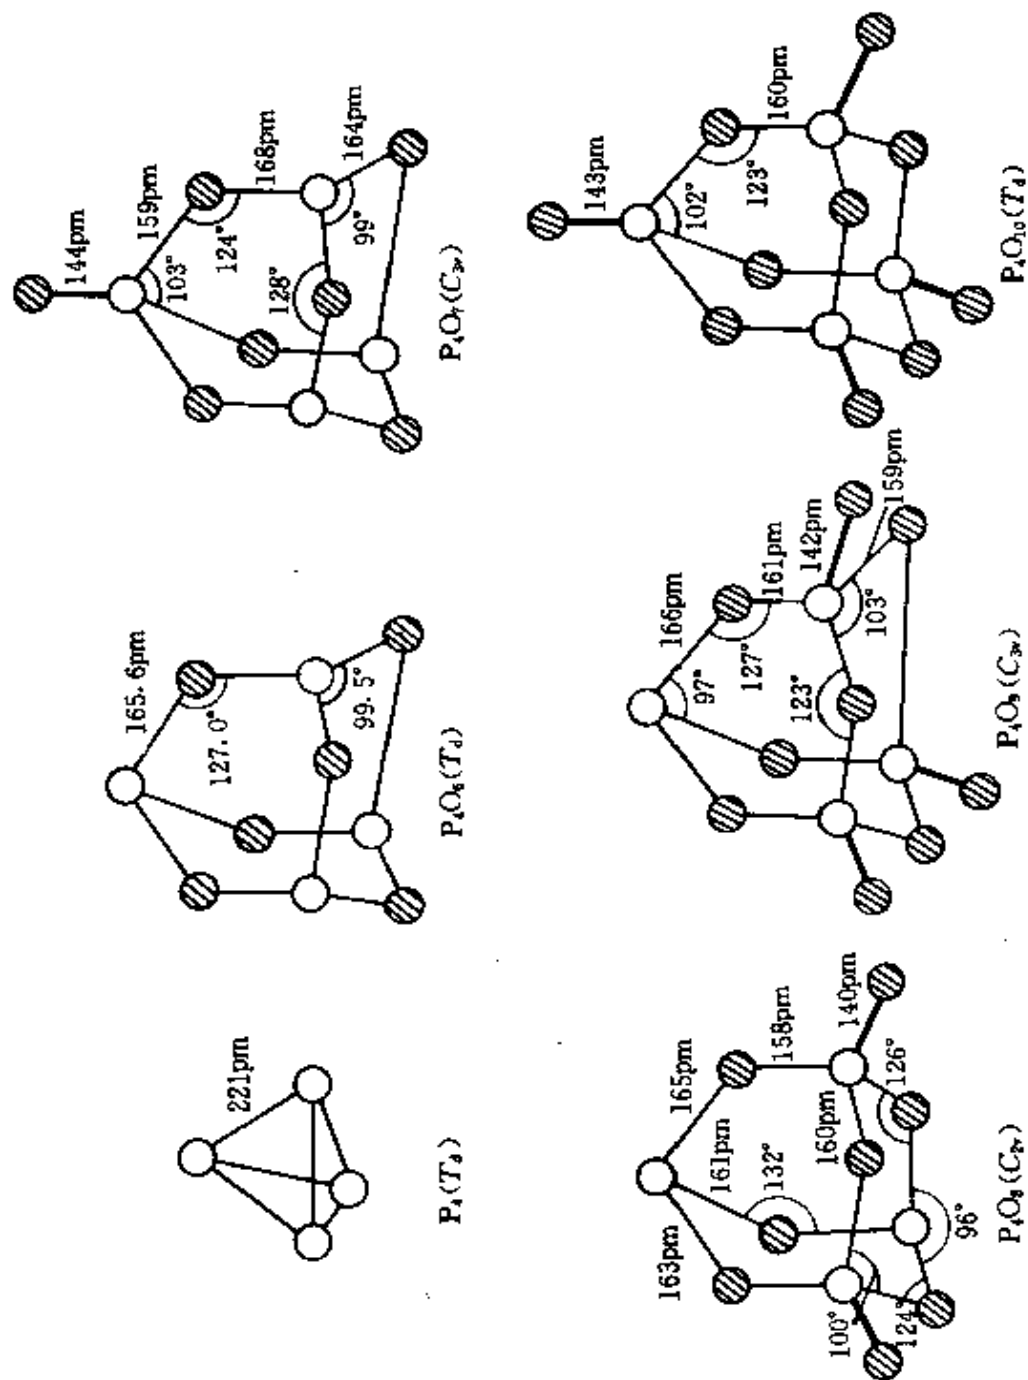 221pm
P₄(T_d)
165.6pm
127.0°
99.5°
P₄O₆(T_d)
144pm
159pm
103°
124°
168pm
128°
164pm
99°
P₄O₇(C₃ᵥ)
163pm
161pm
165pm
132°
158pm
160pm
140pm
100°
124°
126°
96°
P₄O₈(C₂ᵥ)
166pm
97°
127°
161pm
123°
142pm
103°
159pm
P₄O₉(C₃ᵥ)
143pm
102°
123°
160pm
P₄O₁₀(T_d)